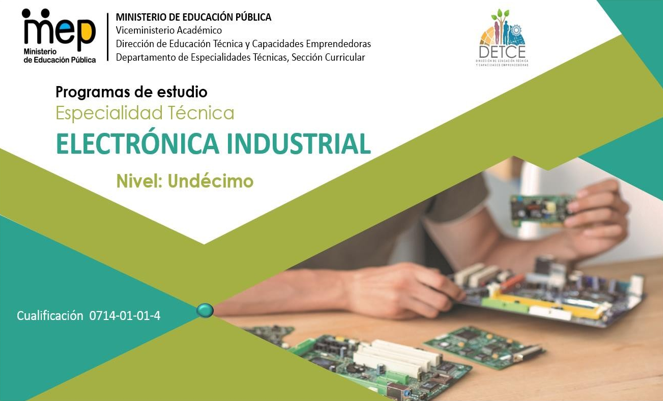 mep
Ministerio
de Educación Pública
MINISTERIO DE EDUCACIÓN PÚBLICA
Viceministerio Académico
Dirección de Educación Técnica y Capacidades Emprendedoras
Departamento de Especialidades Técnicas, Sección Curricular
DETCE
Programas de estudio
Especialidad Técnica
ELECTRÓNICA INDUSTRIAL
Nivel: Undécimo
Cualificación 0714-01-01-4